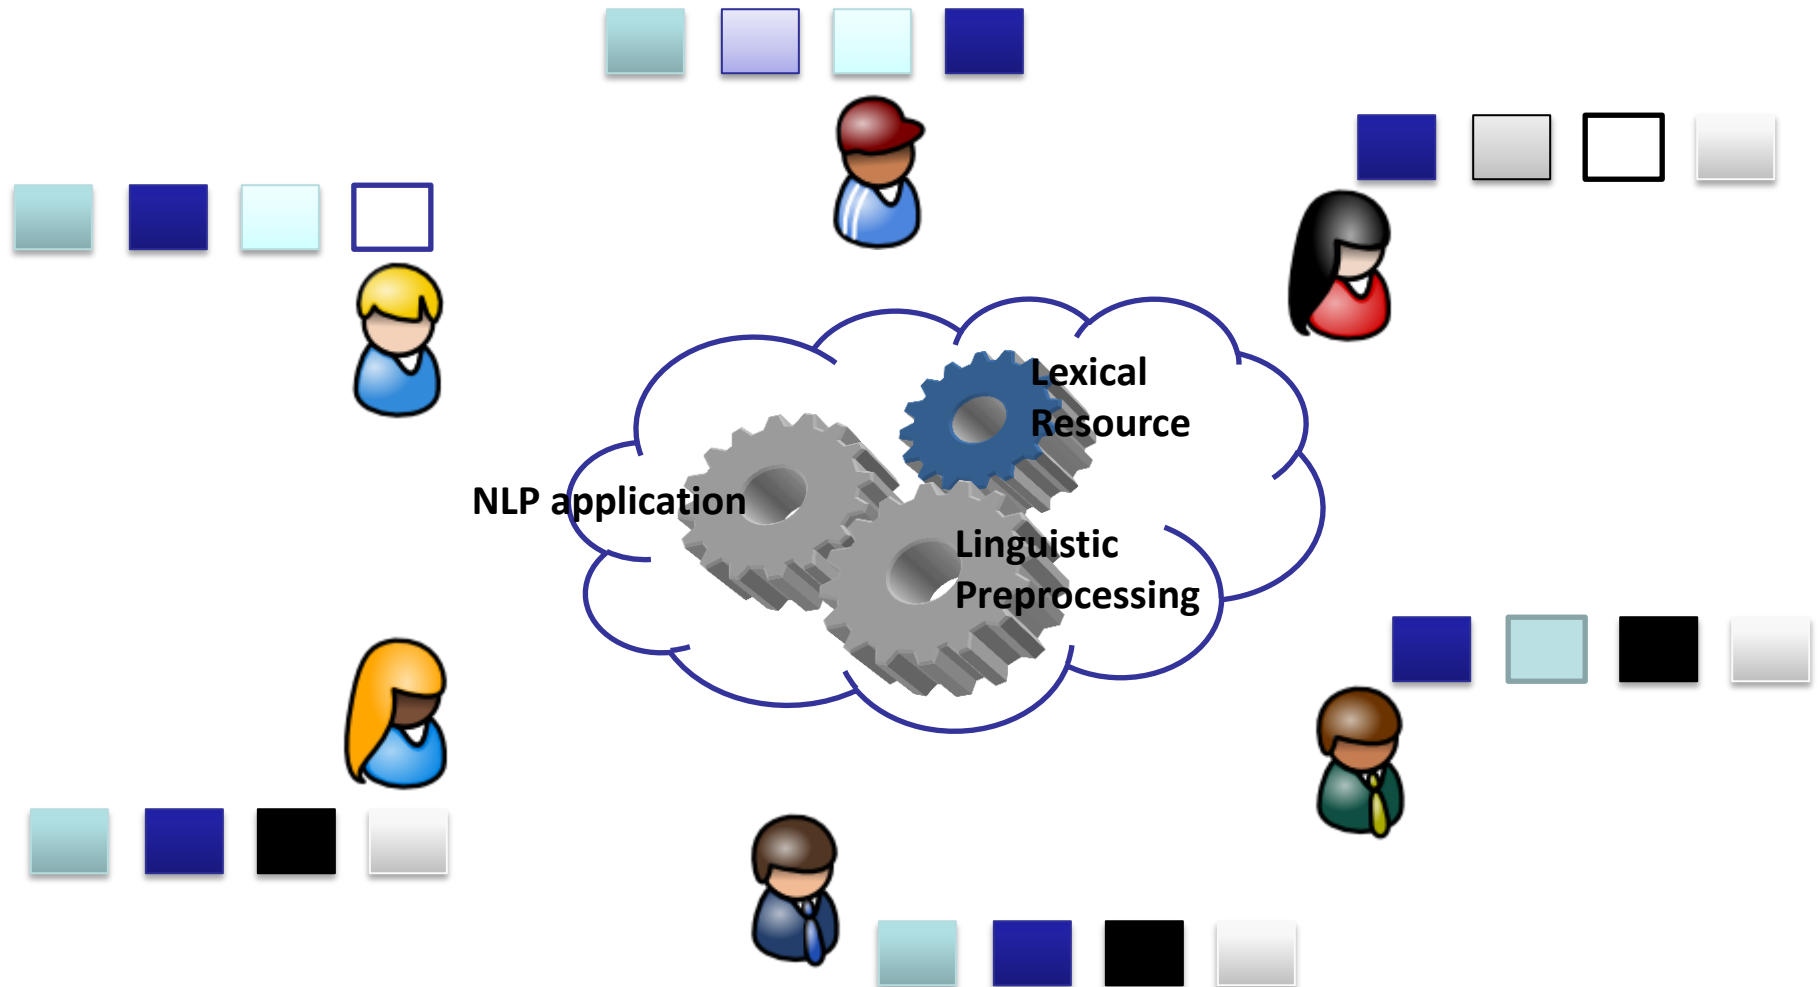 Lexical
Resource
NLP application
Linguistic
Preprocessing